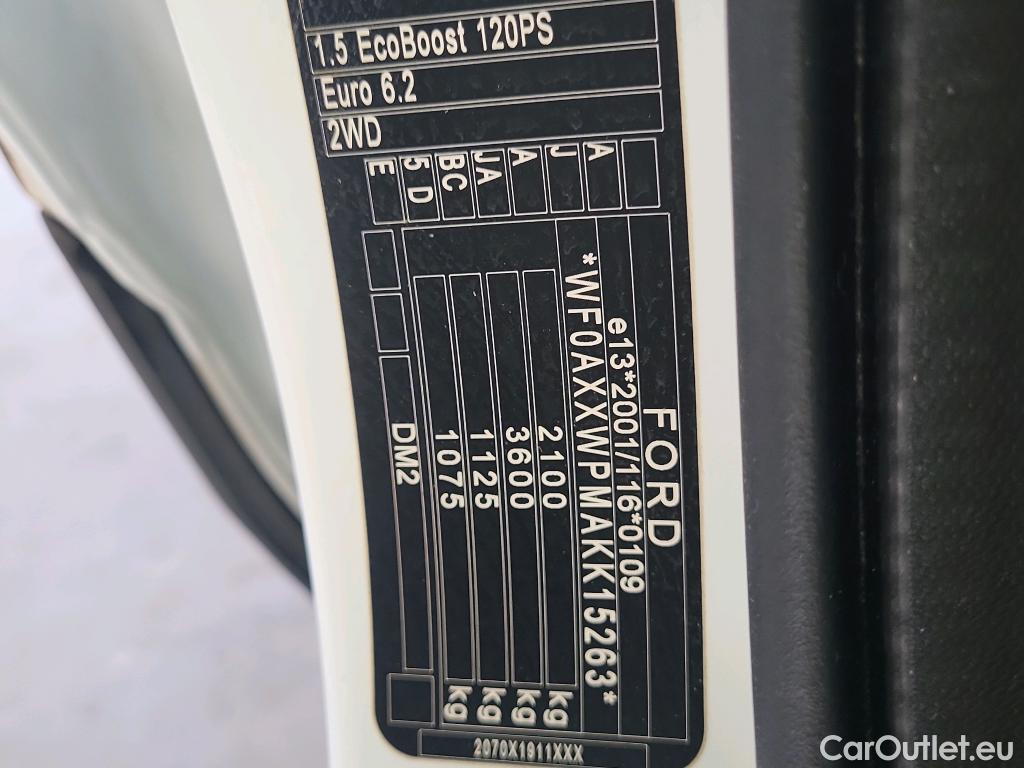 1.5 EcoBoost 120PS
Euro 6.2
2WD
A
J
A
JA
BC
5 D
E
FORD
e13*2001/116*0109
*WF0AXXWPMAKK15263*
2100 kg
3600 kg
1125 kg
1075 kg
DM2
2070X1911XXX
CarOutlet.eu